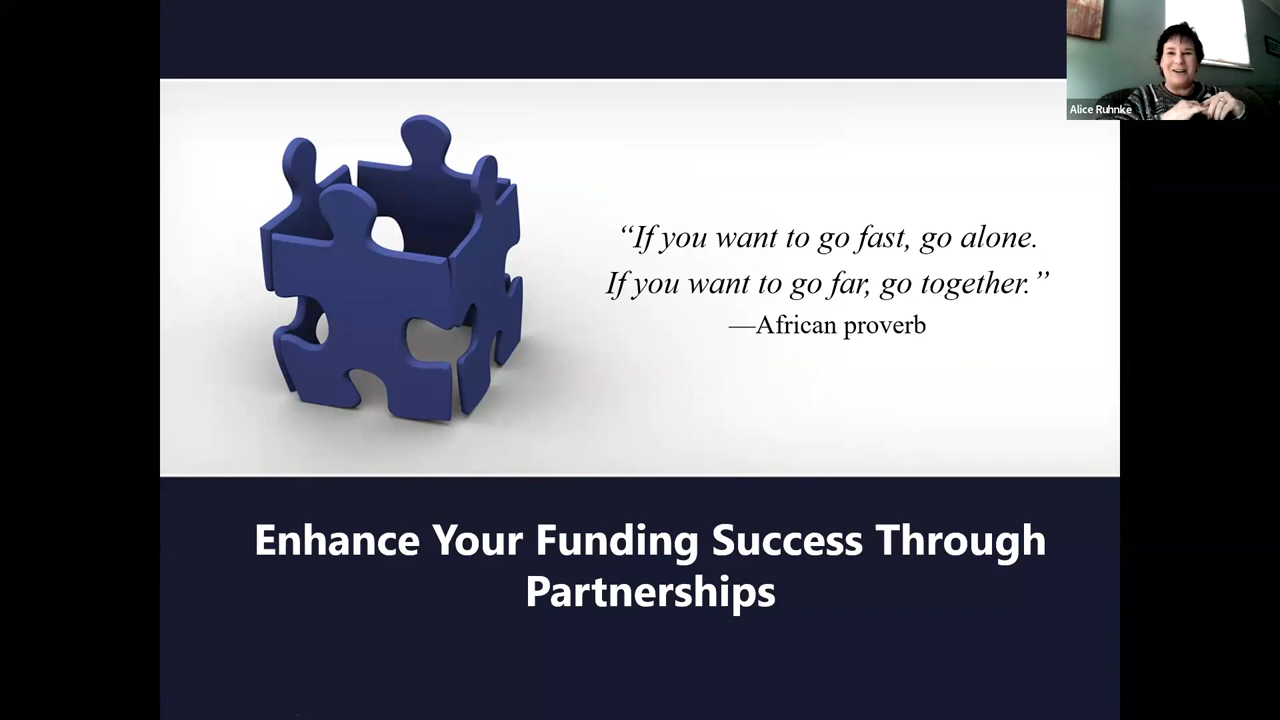 Alice Ruhnke
“If you want to go fast, go alone.
If you want to go far, go together.”
—African proverb
Enhance Your Funding Success Through
Partnerships